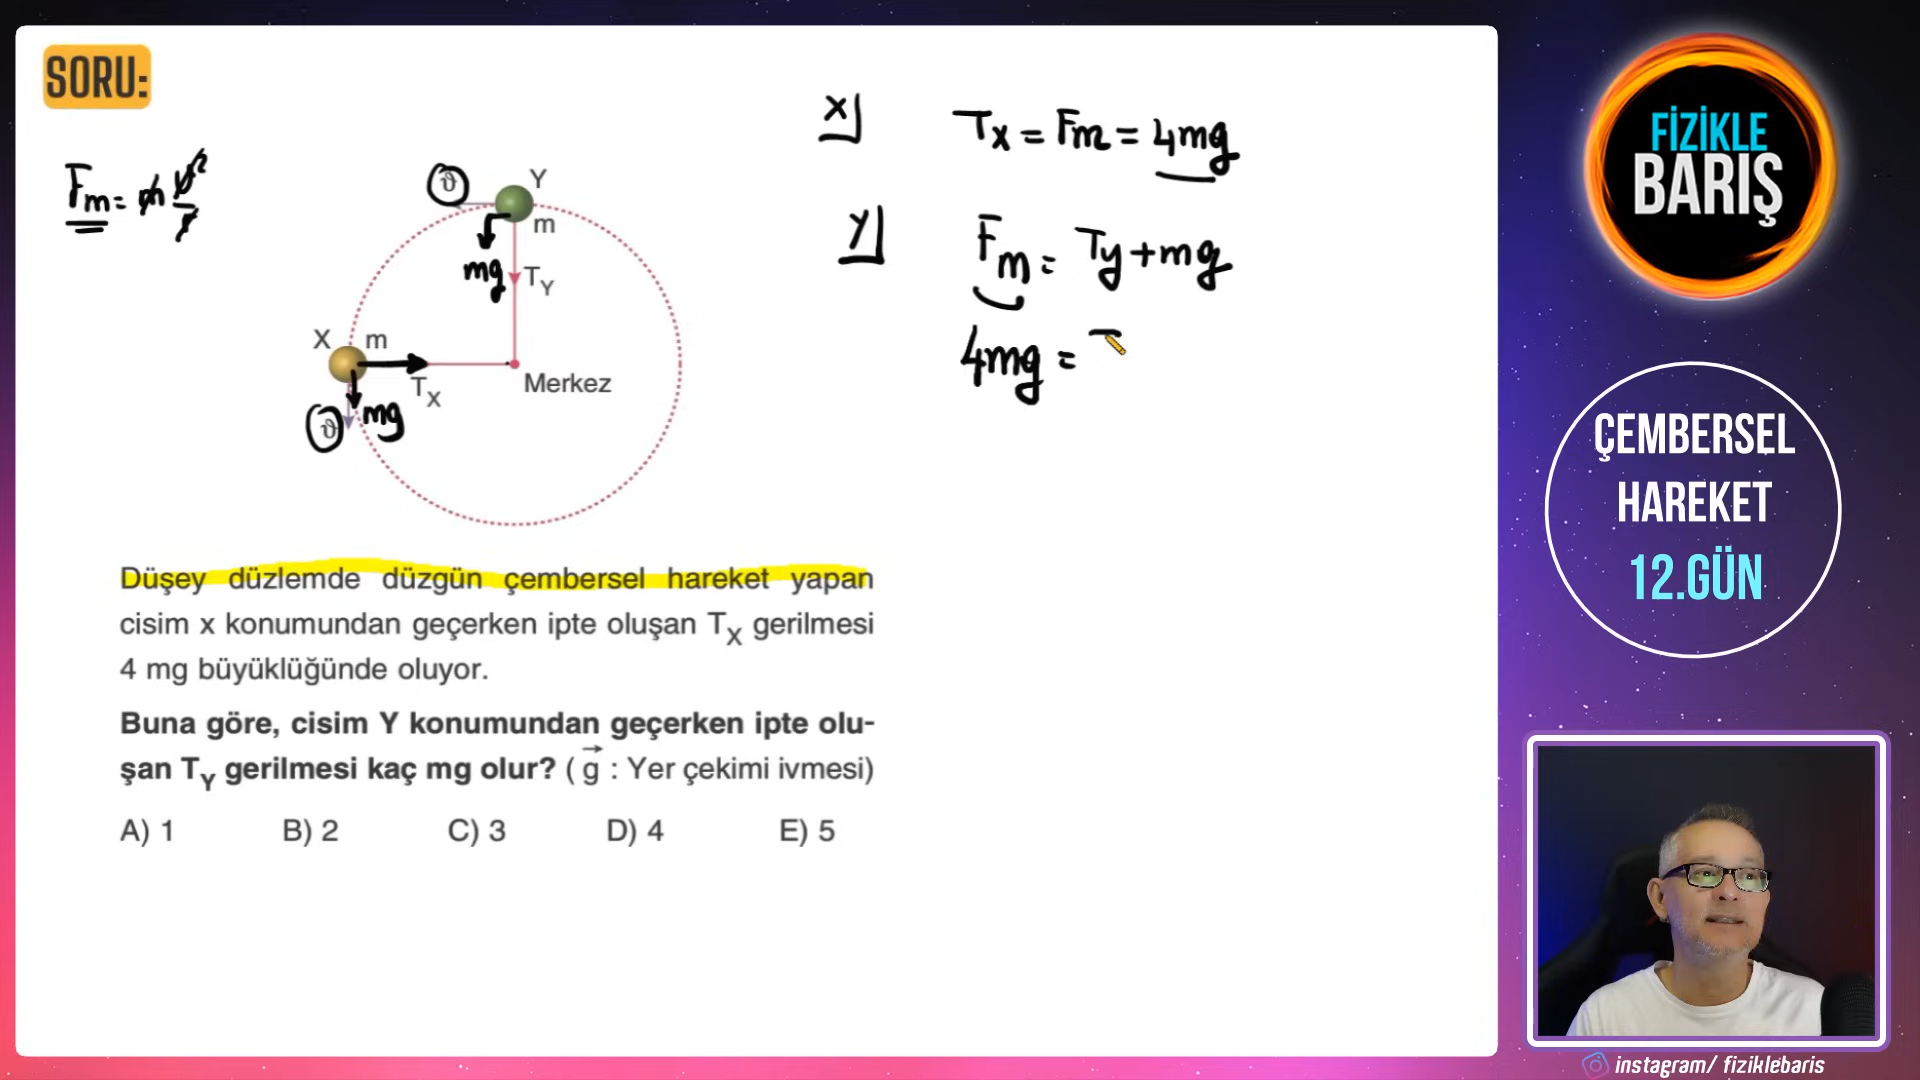 SORU:
Fm = m v²/r
ϑ
Y
m
mg
TY
X m
TX
Merkez
ϑ mg
x] Tx = Fm = 4mg
y] Fm = Ty + mg
4mg = T
Düşey düzlemde düzgün çembersel hareket yapan
cisim x konumundan geçerken ipte oluşan TX gerilmesi
4 mg büyüklüğünde oluyor.
Buna göre, cisim Y konumundan geçerken ipte olu-
şan TY gerilmesi kaç mg olur? ( g⃗ : Yer çekimi ivmesi)
A) 1 B) 2 C) 3 D) 4 E) 5
FİZİKLE
BARIŞ
ÇEMBERSEL
HAREKET
12.GÜN
instagram/ fiziklebaris